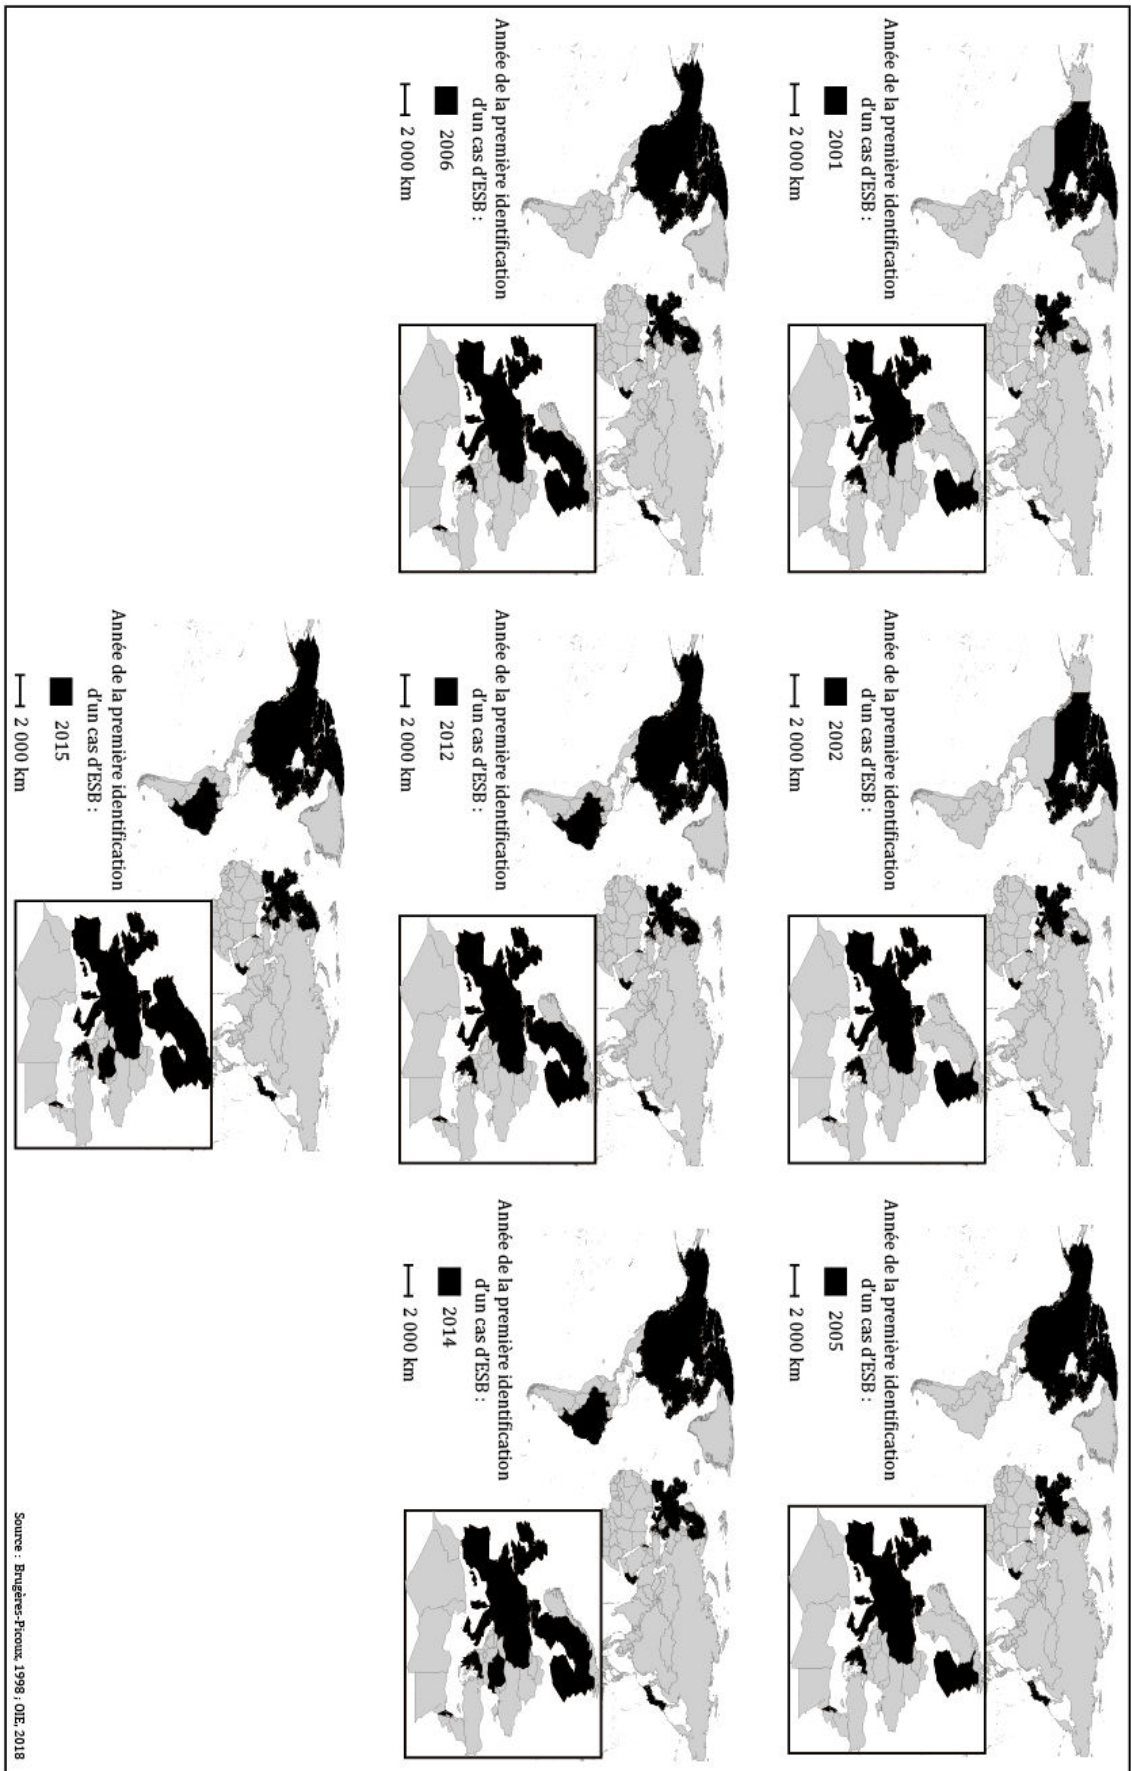 Année de la première identification
d'un cas d'ESB :
2001
2 000 km
Année de la première identification
d'un cas d'ESB :
2002
2 000 km
Année de la première identification
d'un cas d'ESB :
2005
2 000 km
Année de la première identification
d'un cas d'ESB :
2006
2 000 km
Année de la première identification
d'un cas d'ESB :
2012
2 000 km
Année de la première identification
d'un cas d'ESB :
2014
2 000 km
Année de la première identification
d'un cas d'ESB :
2015
2 000 km
Source : Brugères-Picoux, 1998 ; OIE, 2018